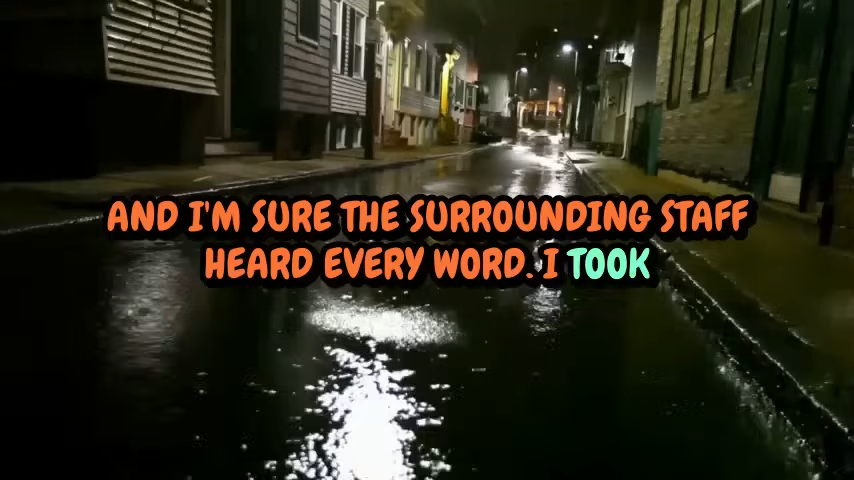 AND I'M SURE THE SURROUNDING STAFF
HEARD EVERY WORD. I TOOK